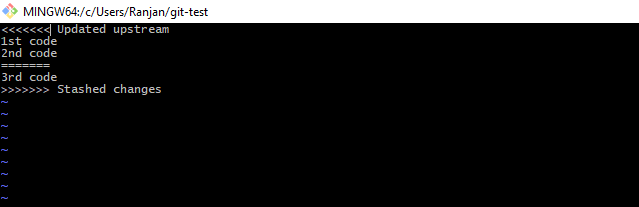 MINGW64:/c/Users/Ranjan/git-test
<<<<<<< Updated upstream
1st code
2nd code
=======
3rd code
>>>>>>> Stashed changes
~
~
~
~
~
~
~
~
~